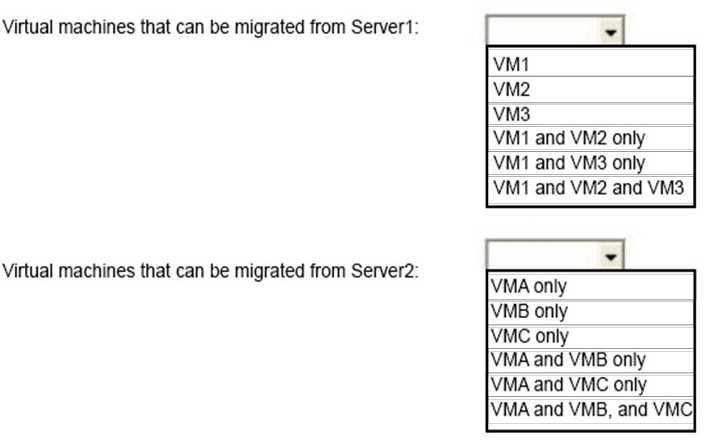 Virtual machines that can be migrated from Server1:
VM1
VM2
VM3
VM1 and VM2 only
VM1 and VM3 only
VM1 and VM2 and VM3
Virtual machines that can be migrated from Server2:
VMA only
VMB only
VMC only
VMA and VMB only
VMA and VMC only
VMA and VMB, and VMC